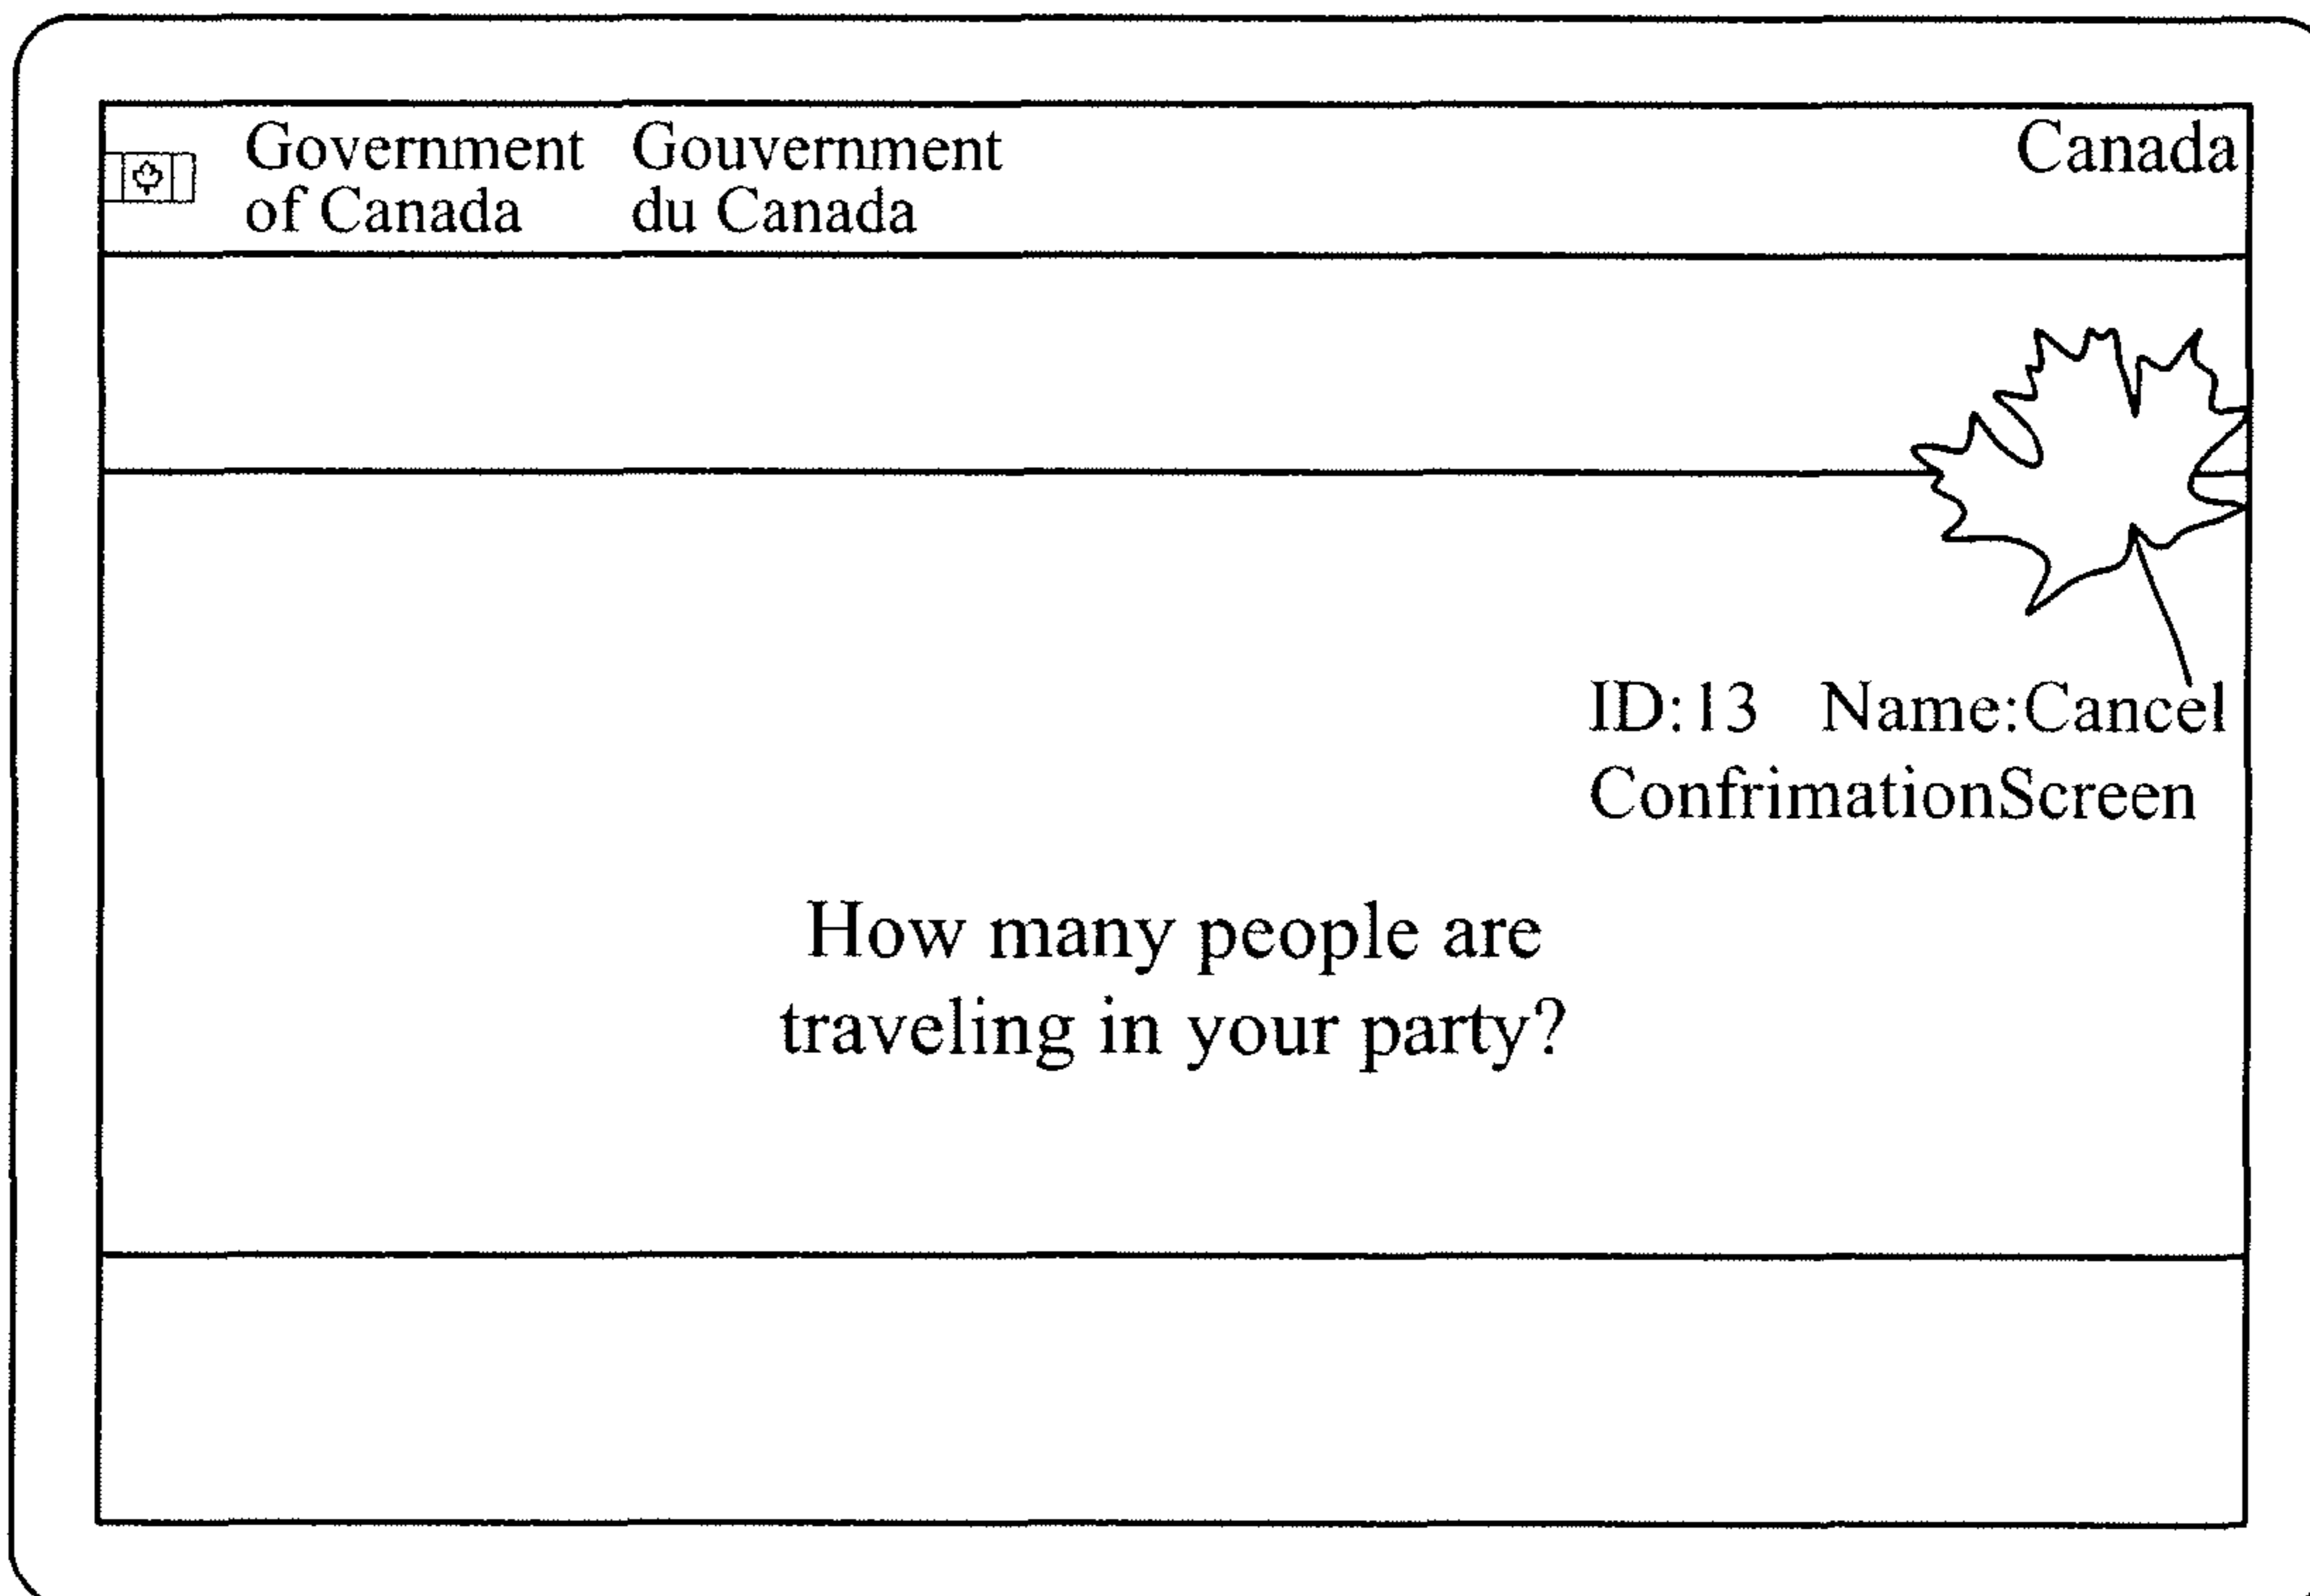 Government Gouvernment Canada
of Canada du Canada
ID:13 Name:Cancel
ConfrimationScreen
How many people are
traveling in your party?